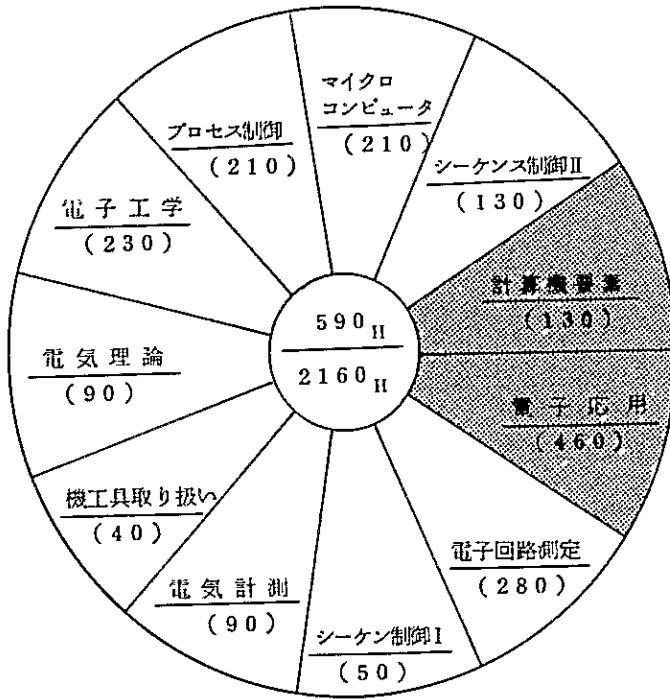 マイクロ
コンピュータ
(210)
シーケンス制御II
(130)
計算機要素
(130)
電子応用
(460)
電子回路測定
(280)
シーケン制御I
(50)
電気計測
(90)
機工具取り扱い
(40)
電気理論
(90)
電子工学
(230)
プロセス制御
(210)
590H
2160H